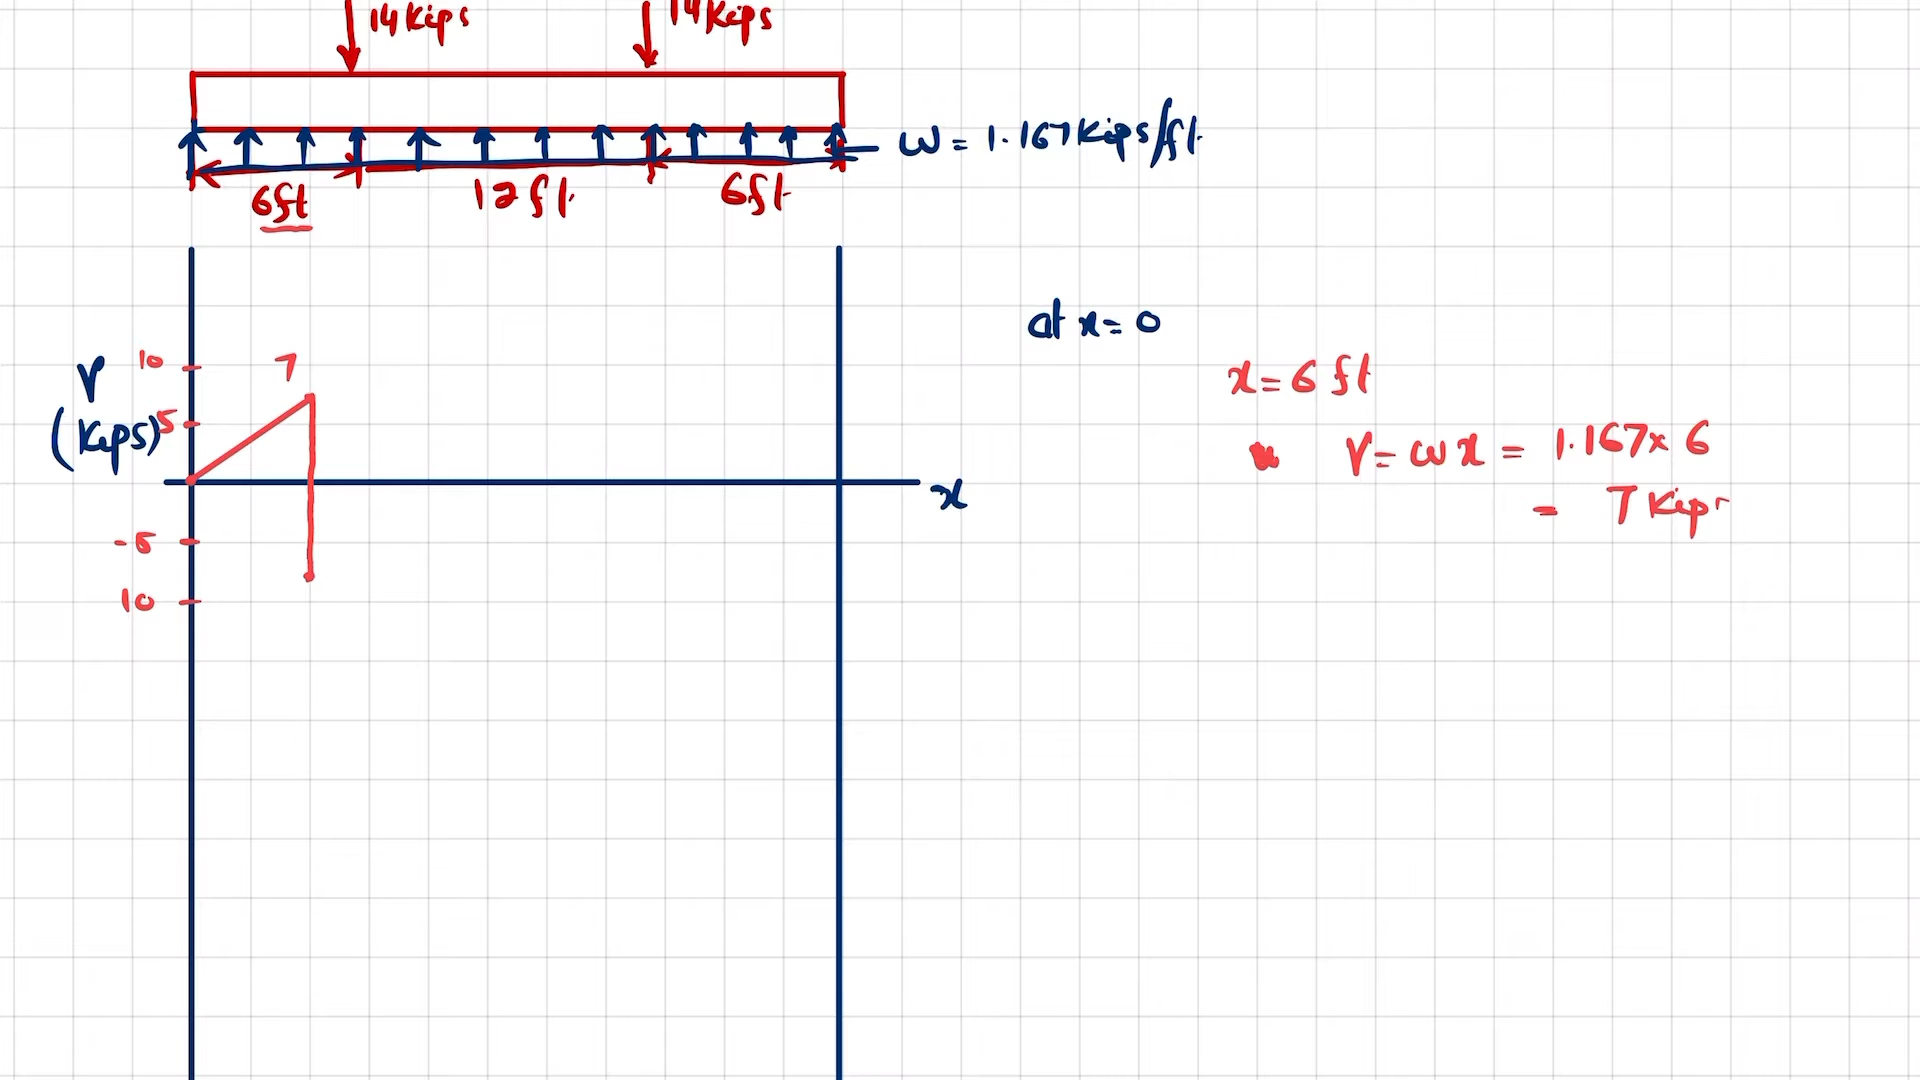 14 Kips 14 Kips
ω = 1.167 Kips/ft
6ft 12 ft 6ft
at x = 0
10 7
V
(Kips)
5
x = 6 ft
V = ωx = 1.167 x 6
= 7 Kips
x
-5
10